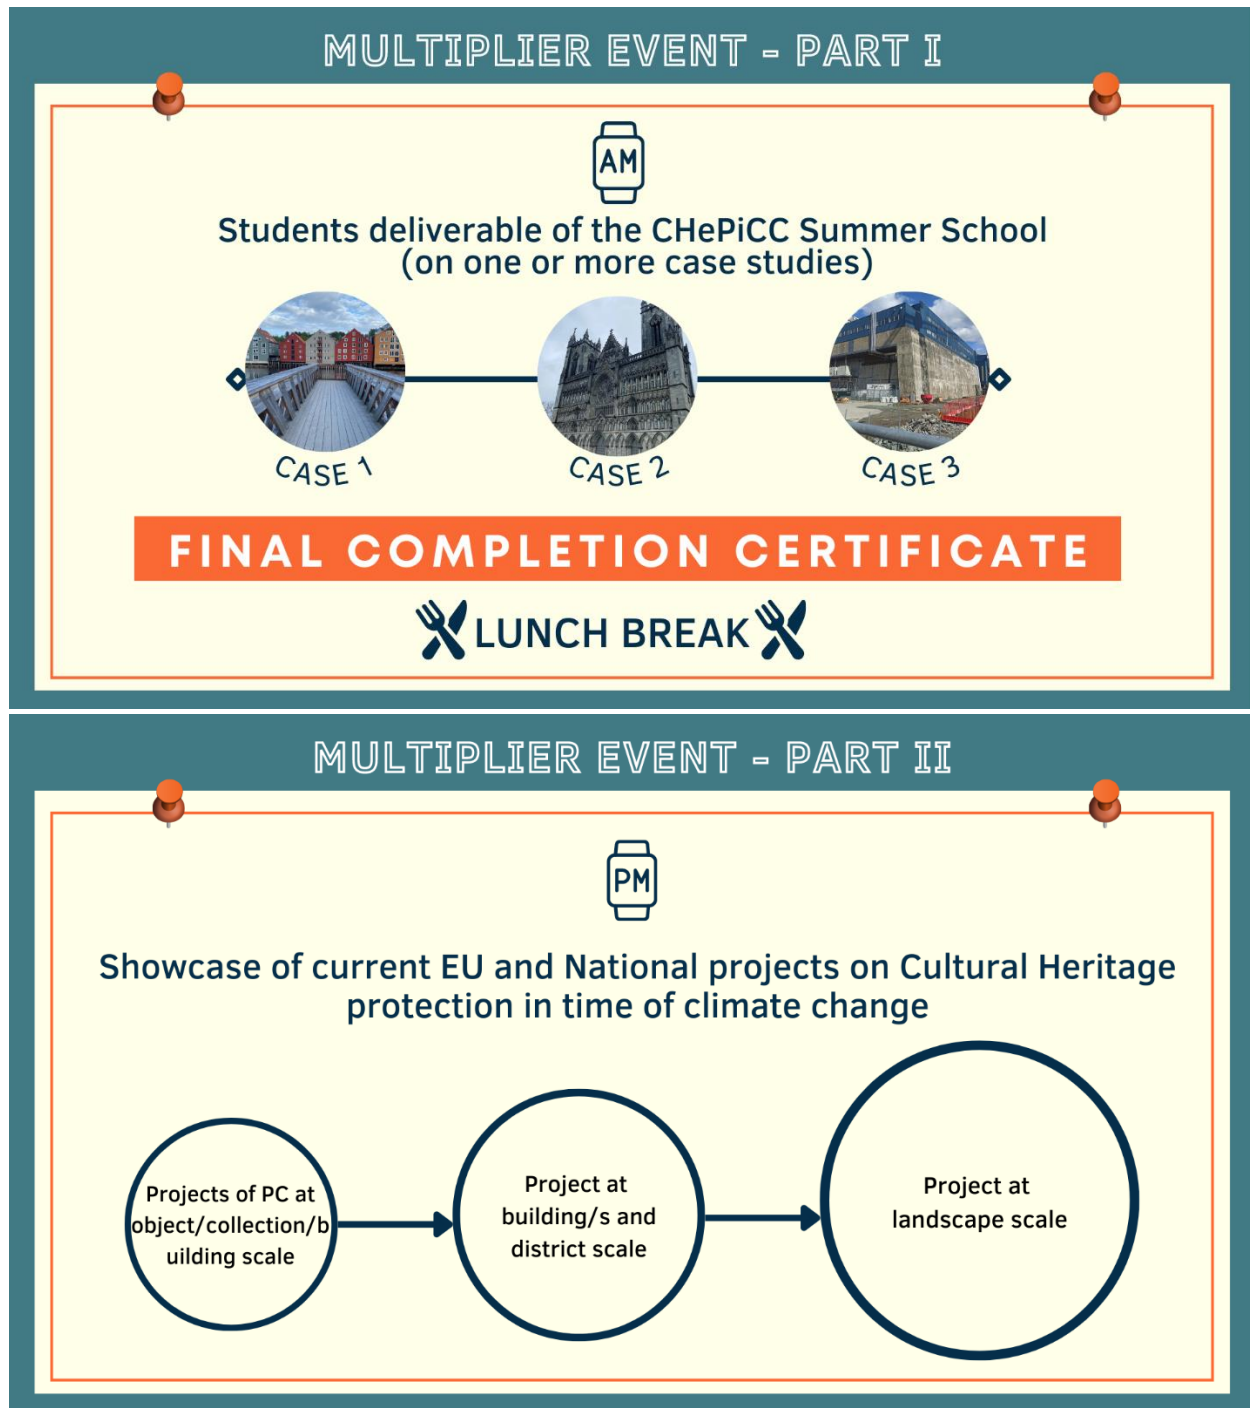 MULTIPLIER EVENT - PART I
AM
Students deliverable of the CHePiCC Summer School
(on one or more case studies)
CASE 1
CASE 2
CASE 3
FINAL COMPLETION CERTIFICATE
LUNCH BREAK
MULTIPLIER EVENT - PART II
PM
Showcase of current EU and National projects on Cultural Heritage
protection in time of climate change
Projects of PC at
object/collection/b
uilding scale
Project at
building/s and
district scale
Project at
landscape scale